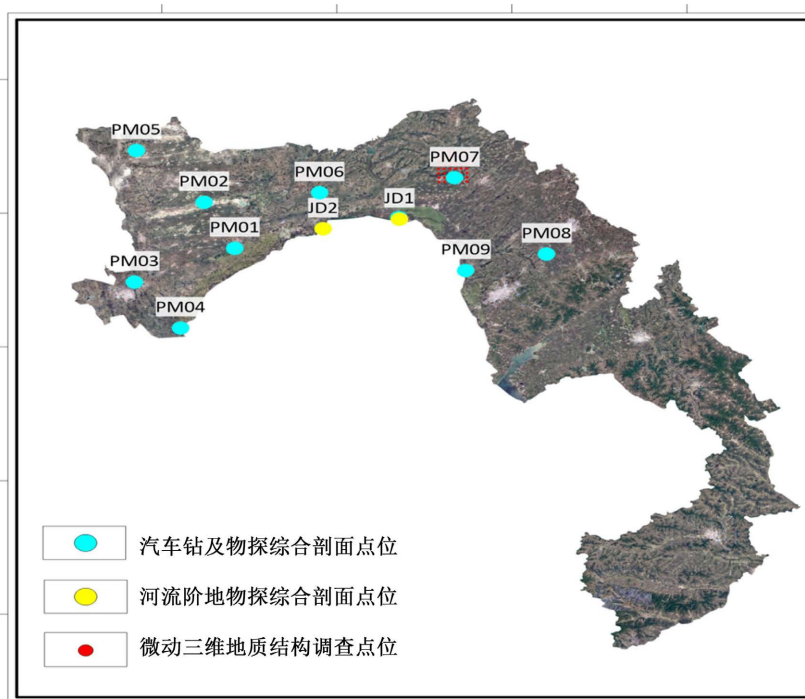 PM05
PM07
PM02
PM06
JD1
JD2
PM01
PM08
PM03
PM09
PM04
汽车钻及物探综合剖面点位
河流阶地物探综合剖面点位
微动三维地质结构调查点位